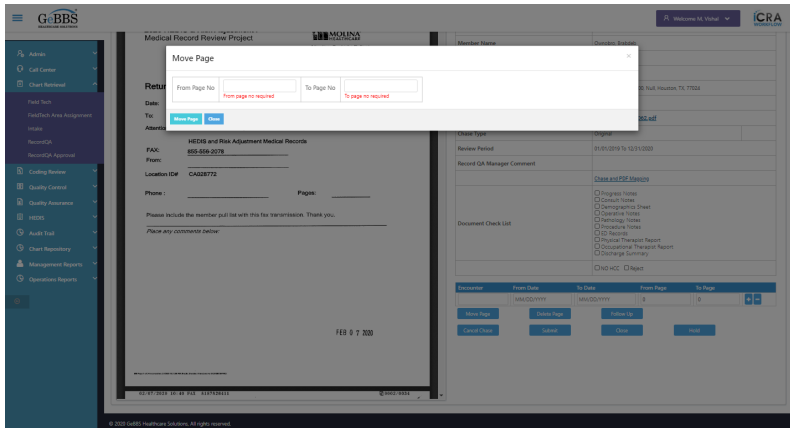 GeBBS
HEALTHCARE SOLUTIONS
Welcome M. Vishal
iCRA
WORKFLOW
Admin
Call Center
Chart Retrieval
Field Tech
FieldTech Area Assignment
Intake
RecordQA
RecordQA Approval
Coding Review
Quality Control
Quality Assurance
HEDIS
Audit Trail
Chart Repository
Management Reports
Operations Reports
Medical Record Review Project
MOLINA
HEALTHCARE
Move Page
×
From Page No
From page no required
To Page No
To page no required
Move Page
Close
Retur
Date:
To:
Attentio
HEDIS and Risk Adjustment Medical
Records
FAX:
855-556-2078
From:
Location ID#
CA028772
Phone :
Pages:
Please include the member pull list with this fax transmission. Thank you.
Place any comments below:
FEB 0 7 2020
Member Name
Null, Houston, TX, 77024
.pdf
Chase Type
Original
Review Period
01/01/2019 To 12/31/2020
Record QA Manager Comment
Chase and PDF Mapping
Document Check List
Progress Notes
Consult Notes
Demographics Sheet
Operative Notes
Pathology Notes
Procedure Notes
ED Records
Physical Therapist Report
Occupational Therapist Report
Discharge Summary
NO HCC
Reject
Encounter
From Date
To Date
From Page
To Page
MM/DD/YYYY
MM/DD/YYYY
0
0
+
-
Move Page
Delete Page
Follow Up
Cancel Chase
Submit
Close
Hold
© 2020 GeBBS Healthcare Solutions, All rights reserved.